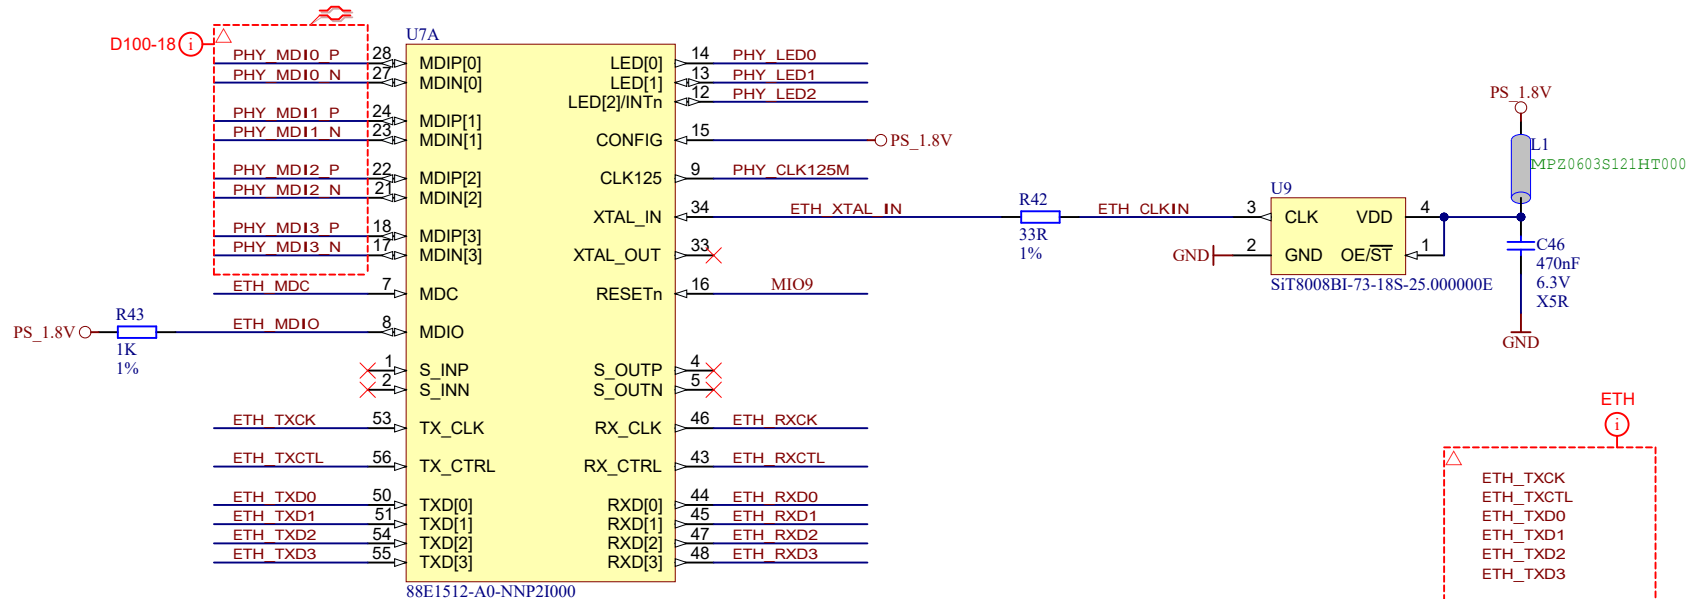 D100-18
i
U7A
PHY_MDI0_P 28 MDIP[0] LED[0] 14 PHY_LED0
PHY_MDI0_N 27 MDIN[0] LED[1] 13 PHY_LED1
LED[2]/INTn 12 PHY_LED2
PHY_MDI1_P 24 MDIP[1]
PHY_MDI1_N 23 MDIN[1] CONFIG 15 PS_1.8V
PHY_MDI2_P 22 MDIP[2] CLK125 9 PHY_CLK125M
PHY_MDI2_N 21 MDIN[2]
XTAL_IN 34 ETH_XTAL_IN R42 ETH_CLKIN
33R
1%
PHY_MDI3_P 18 MDIP[3]
PHY_MDI3_N 17 MDIN[3] XTAL_OUT 33
ETH_MDC 7 MDC RESETn 16 MIO9
PS_1.8V R43 ETH_MDIO 8 MDIO
1K
1%
1 S_INP S_OUTP 4
2 S_INN S_OUTN 5
ETH_TXCK 53 TX_CLK RX_CLK 46 ETH_RXCK
ETH_TXCTL 56 TX_CTRL RX_CTRL 43 ETH_RXCTL
ETH_TXD0 50 TXD[0] RXD[0] 44 ETH_RXD0
ETH_TXD1 51 TXD[1] RXD[1] 45 ETH_RXD1
ETH_TXD2 54 TXD[2] RXD[2] 47 ETH_RXD2
ETH_TXD3 55 TXD[3] RXD[3] 48 ETH_RXD3
88E1512-A0-NNP2I000
PS_1.8V
L1
MPZ0603S121HT000
U9
3 CLK VDD 4
GND 2 GND OE/ST 1
SiT8008BI-73-18S-25.000000E
C46
470nF
6.3V
X5R
GND
ETH
i
ETH_TXCK
ETH_TXCTL
ETH_TXD0
ETH_TXD1
ETH_TXD2
ETH_TXD3